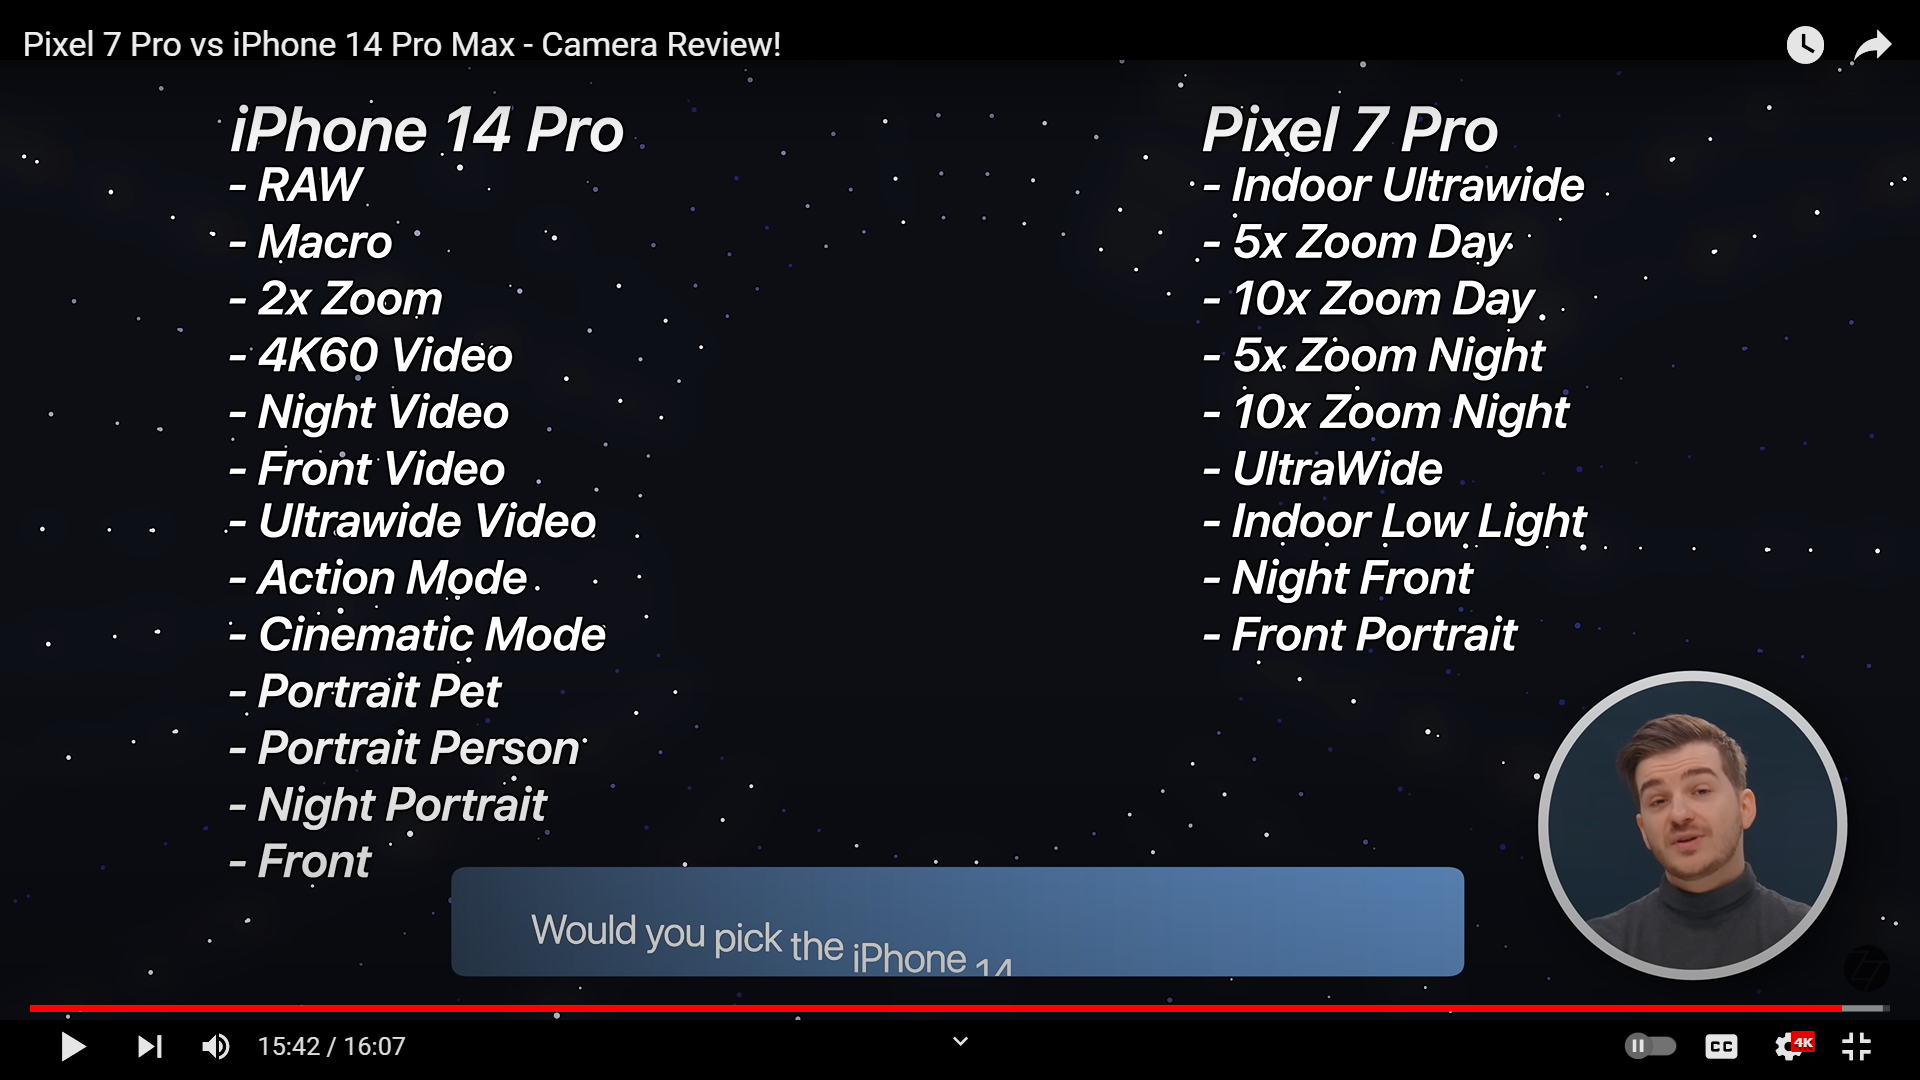 Pixel 7 Pro vs iPhone 14 Pro Max - Camera Review!
iPhone 14 Pro
- RAW
- Macro
- 2x Zoom
- 4K60 Video
- Night Video
- Front Video
- Ultrawide Video
- Action Mode
- Cinematic Mode
- Portrait Pet
- Portrait Person
- Night Portrait
- Front
Pixel 7 Pro
- Indoor Ultrawide
- 5x Zoom Day
- 10x Zoom Day
- 5x Zoom Night
- 10x Zoom Night
- UltraWide
- Indoor Low Light
- Night Front
- Front Portrait
Would you pick the iPhone 14
15:42 / 16:07
CC
4K